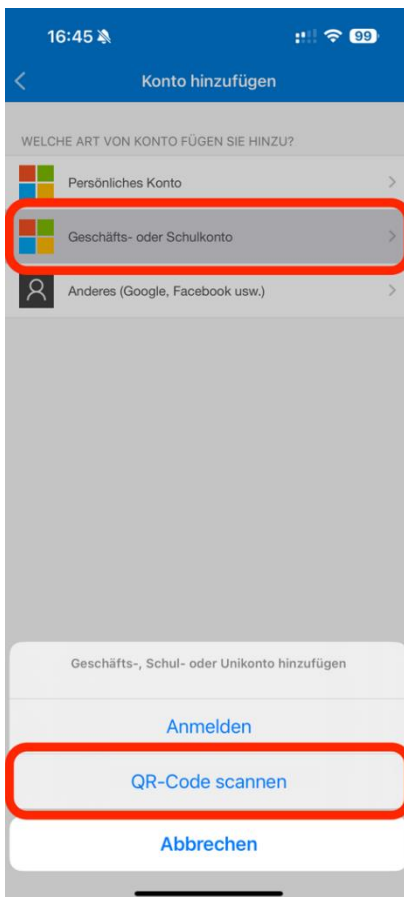 16:45
99
Konto hinzufügen
WELCHE ART VON KONTO FÜGEN SIE HINZU?
Persönliches Konto
Geschäfts- oder Schulkonto
Anderes (Google, Facebook usw.)
Geschäfts-, Schul- oder Unikonto hinzufügen
Anmelden
QR-Code scannen
Abbrechen